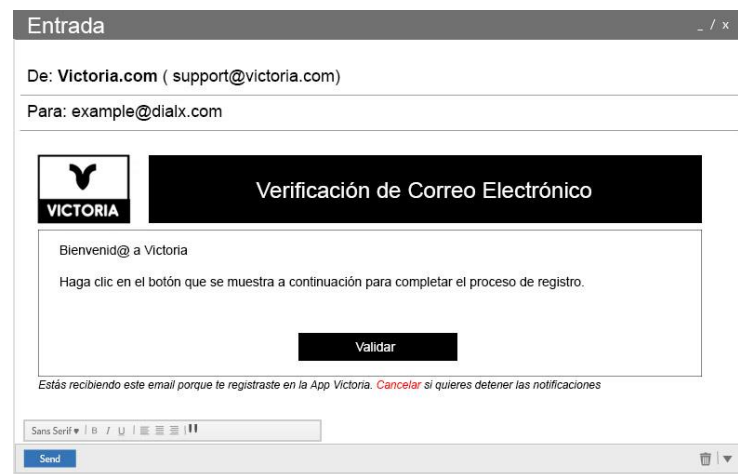 Entrada _ / x
De: Victoria.com ( support@victoria.com)
Para: example@dialx.com
VICTORIA
Verificación de Correo Electrónico
Bienvenid@ a Victoria
Haga clic en el botón que se muestra a continuación para completar el proceso de registro.
Validar
Estás recibiendo este email porque te registraste en la App Victoria. Cancelar si quieres detener las notificaciones
Sans Serif B I U
Send